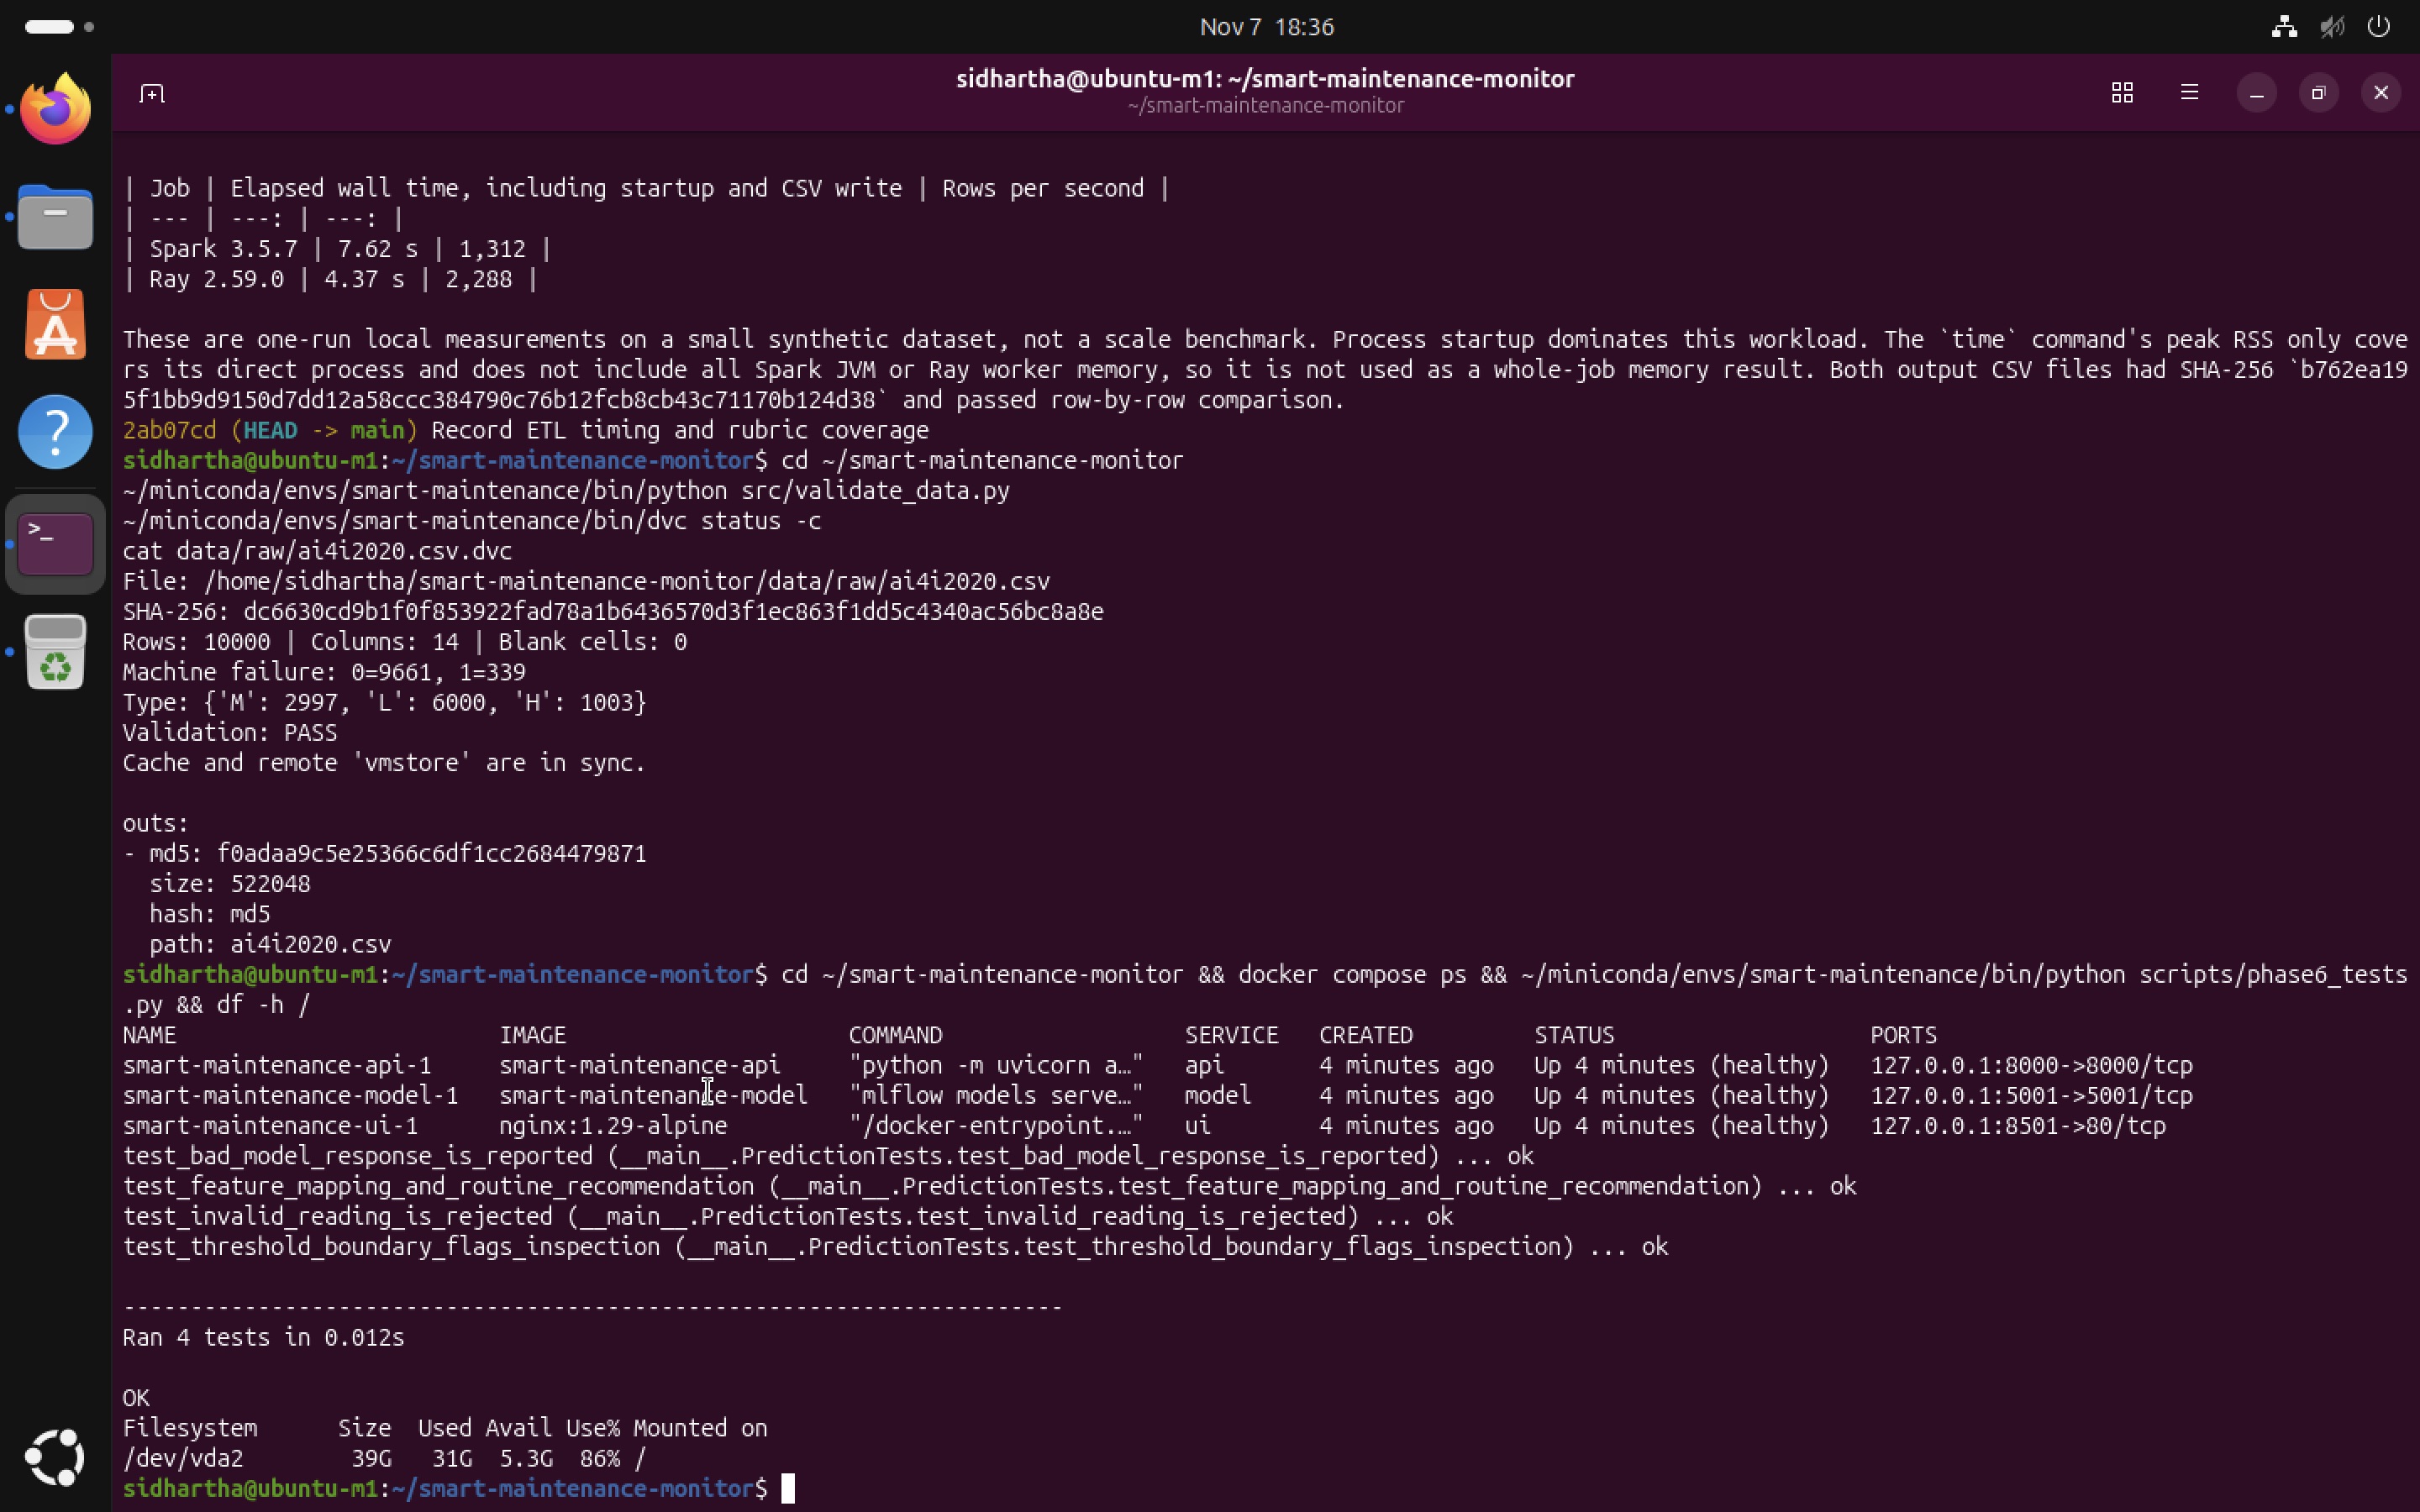 Nov 7 18:36
sidhartha@ubuntu-m1: ~/smart-maintenance-monitor
~/smart-maintenance-monitor
| Job | Elapsed wall time, including startup and CSV write | Rows per second |
| --- | ---: | ---: |
| Spark 3.5.7 | 7.62 s | 1,312 |
| Ray 2.59.0 | 4.37 s | 2,288 |
These are one-run local measurements on a small synthetic dataset, not a scale benchmark. Process startup dominates this workload. The `time` command's peak RSS only cove
rs its direct process and does not include all Spark JVM or Ray worker memory, so it is not used as a whole-job memory result. Both output CSV files had SHA-256 `b762ea19
5f1bb9d9150d7dd12a58ccc384790c76b12fcb8cb43c71170b124d38` and passed row-by-row comparison.
2ab07cd (HEAD -> main) Record ETL timing and rubric coverage
sidhartha@ubuntu-m1:~/smart-maintenance-monitor$ cd ~/smart-maintenance-monitor
~/miniconda/envs/smart-maintenance/bin/python src/validate_data.py
~/miniconda/envs/smart-maintenance/bin/dvc status -c
cat data/raw/ai4i2020.csv.dvc
File: /home/sidhartha/smart-maintenance-monitor/data/raw/ai4i2020.csv
SHA-256: dc6630cd9b1f0f853922fad78a1b6436570d3f1ec863f1dd5c4340ac56bc8a8e
Rows: 10000 | Columns: 14 | Blank cells: 0
Machine failure: 0=9661, 1=339
Type: {'M': 2997, 'L': 6000, 'H': 1003}
Validation: PASS
Cache and remote 'vmstore' are in sync.
outs:
- md5: f0adaa9c5e25366c6df1cc2684479871
  size: 522048
  hash: md5
  path: ai4i2020.csv
sidhartha@ubuntu-m1:~/smart-maintenance-monitor$ cd ~/smart-maintenance-monitor && docker compose ps && ~/miniconda/envs/smart-maintenance/bin/python scripts/phase6_tests
.py && df -h /
NAME IMAGE COMMAND SERVICE CREATED STATUS PORTS
smart-maintenance-api-1 smart-maintenance-api "python -m uvicorn a…" api 4 minutes ago Up 4 minutes (healthy) 127.0.0.1:8000->8000/tcp
smart-maintenance-model-1 smart-maintenance-model "mlflow models serve…" model 4 minutes ago Up 4 minutes (healthy) 127.0.0.1:5001->5001/tcp
smart-maintenance-ui-1 nginx:1.29-alpine "/docker-entrypoint.…" ui 4 minutes ago Up 4 minutes (healthy) 127.0.0.1:8501->80/tcp
test_bad_model_response_is_reported (__main__.PredictionTests.test_bad_model_response_is_reported) ... ok
test_feature_mapping_and_routine_recommendation (__main__.PredictionTests.test_feature_mapping_and_routine_recommendation) ... ok
test_invalid_reading_is_rejected (__main__.PredictionTests.test_invalid_reading_is_rejected) ... ok
test_threshold_boundary_flags_inspection (__main__.PredictionTests.test_threshold_boundary_flags_inspection) ... ok
----------------------------------------------------------------------
Ran 4 tests in 0.012s
OK
Filesystem Size Used Avail Use% Mounted on
/dev/vda2 39G 31G 5.3G 86% /
sidhartha@ubuntu-m1:~/smart-maintenance-monitor$